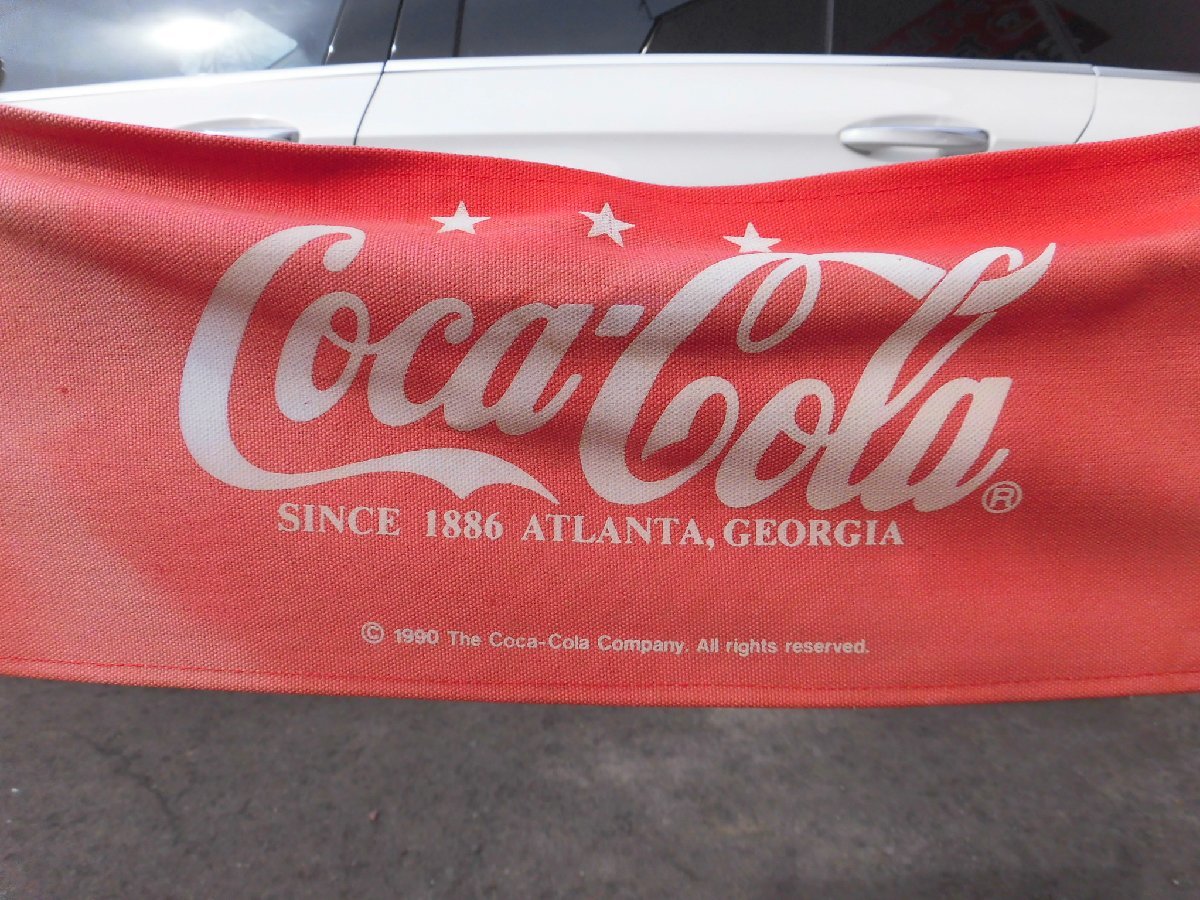 Coca-Cola ®
SINCE 1886 ATLANTA, GEORGIA
© 1990 The Coca-Cola Company. All rights reserved.